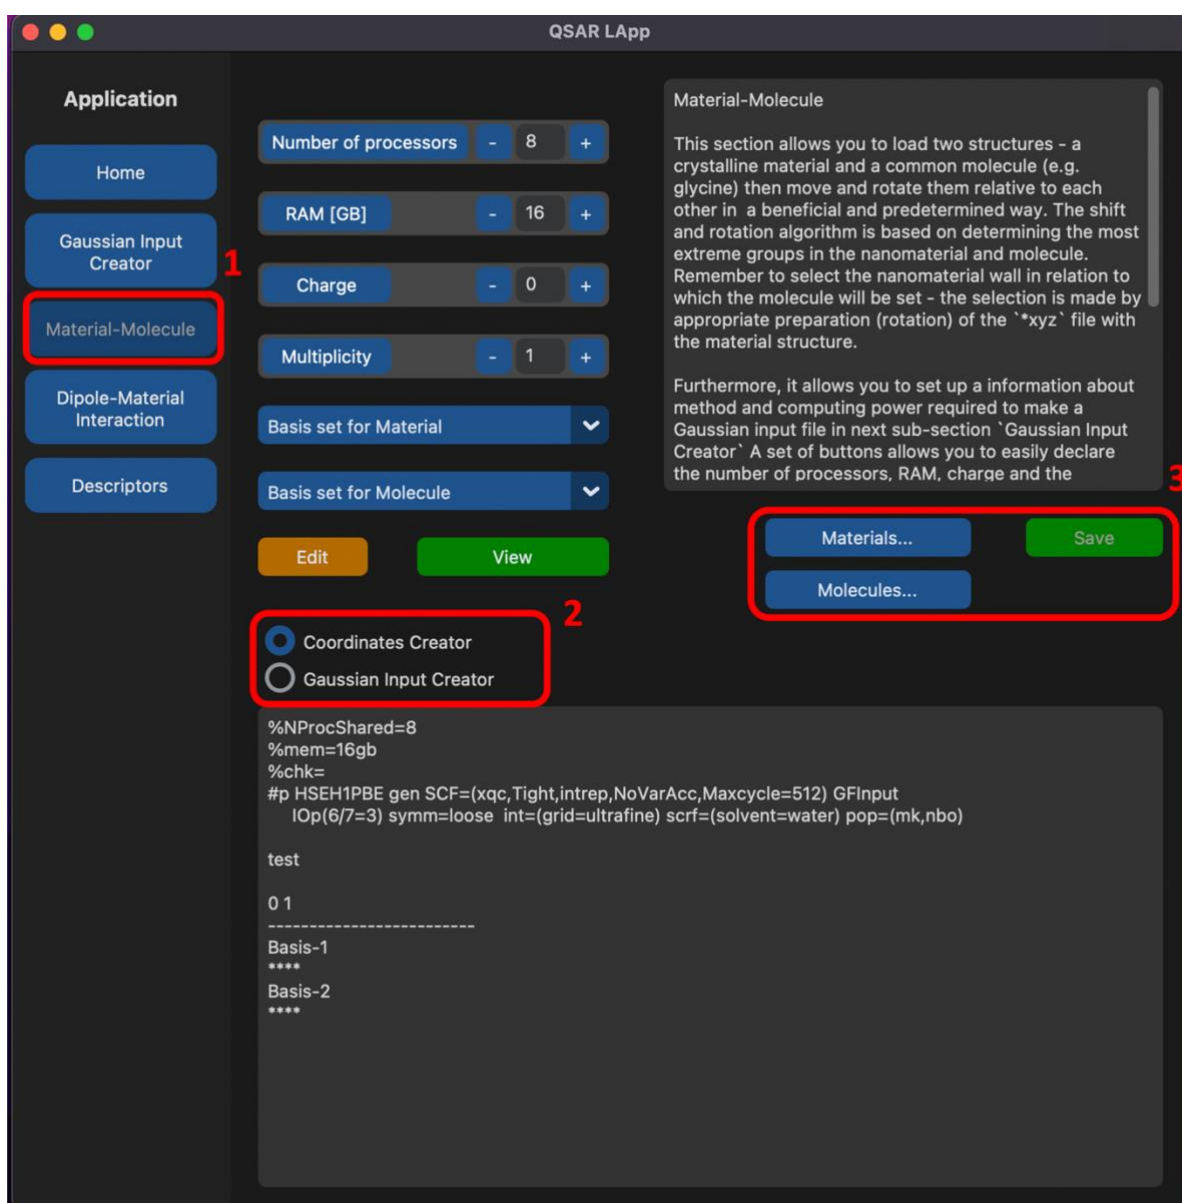 QSAR LApp
Application
Home
Gaussian Input
Creator
1
Material-Molecule
Dipole-Material
Interaction
Descriptors
Number of processors - 8 +
RAM [GB] - 16 +
Charge - 0 +
Multiplicity - 1 +
Basis set for Material
Basis set for Molecule
Edit View
Material-Molecule
This section allows you to load two structures - a
crystalline material and a common molecule (e.g.
glycine) then move and rotate them relative to each
other in a beneficial and predetermined way. The shift
and rotation algorithm is based on determining the most
extreme groups in the nanomaterial and molecule.
Remember to select the nanomaterial wall in relation to
which the molecule will be set - the selection is made by
appropriate preparation (rotation) of the `*xyz` file with
the material structure.
Furthermore, it allows you to set up a information about
method and computing power required to make a
Gaussian input file in next sub-section `Gaussian Input
Creator` A set of buttons allows you to easily declare
the number of processors, RAM, charge and the
3
Materials... Save
Molecules...
2
Coordinates Creator
Gaussian Input Creator
%NProcShared=8
%mem=16gb
%chk=
#p HSEH1PBE gen SCF=(xqc,Tight,intrep,NoVarAcc,Maxcycle=512) GFInput
IOp(6/7=3) symm=loose int=(grid=ultrafine) scrf=(solvent=water) pop=(mk,nbo)
test
0 1
-------------------------
Basis-1
****
Basis-2
****